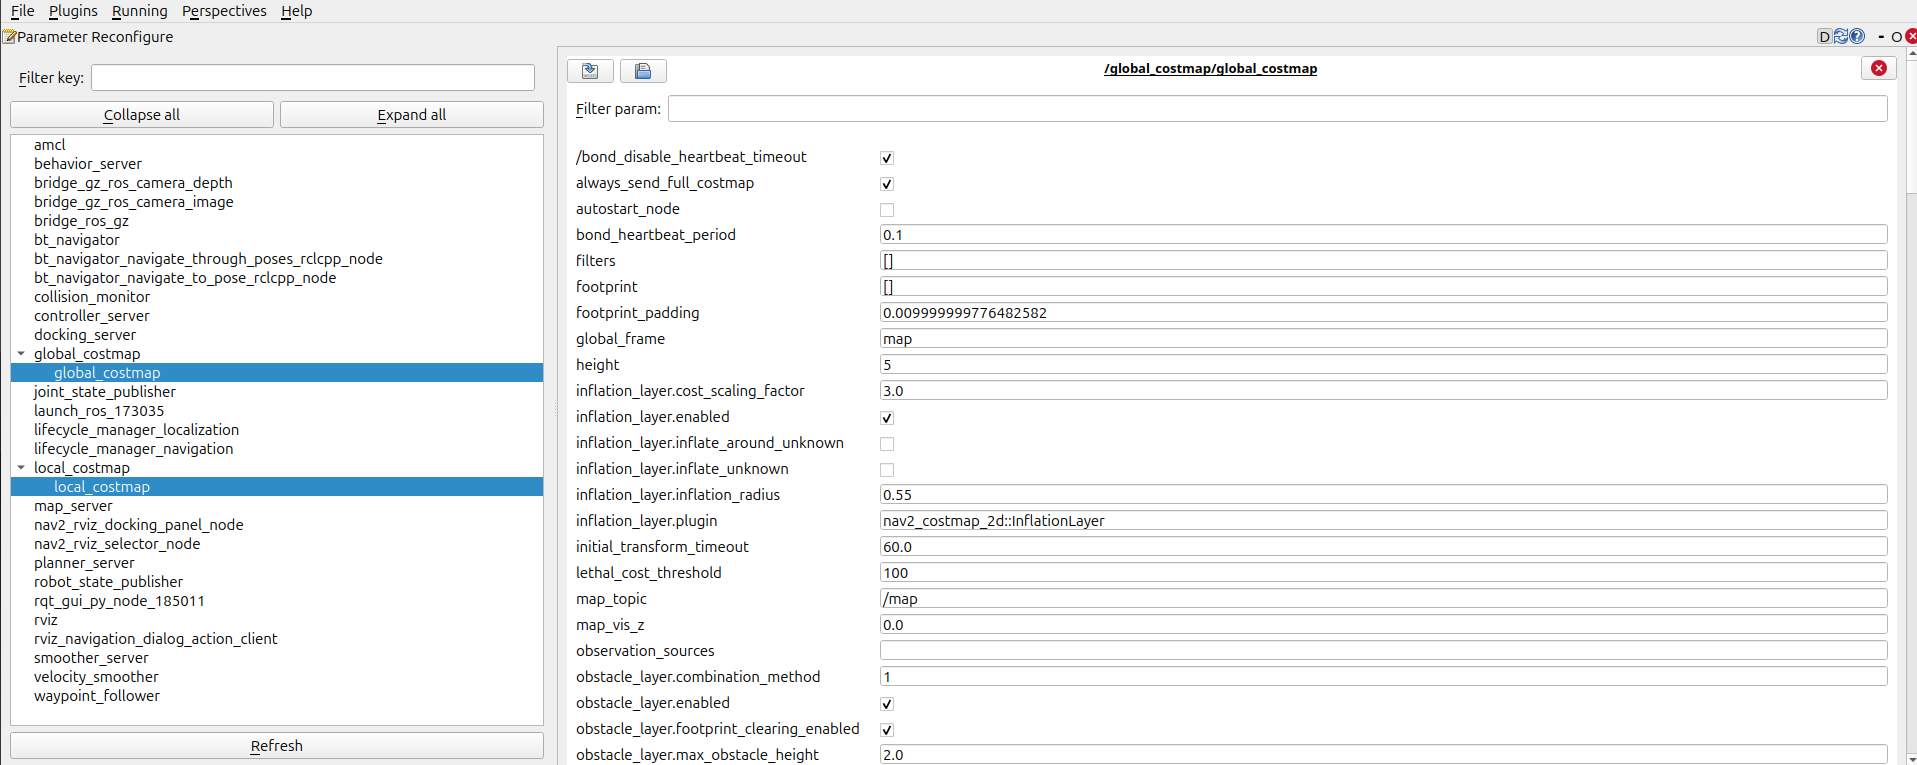 File Plugins Running Perspectives Help
Parameter Reconfigure
D - O
Filter key:
Collapse all Expand all
amcl
behavior_server
bridge_gz_ros_camera_depth
bridge_gz_ros_camera_image
bridge_ros_gz
bt_navigator
bt_navigator_navigate_through_poses_rclcpp_node
bt_navigator_navigate_to_pose_rclcpp_node
collision_monitor
controller_server
docking_server
global_costmap
global_costmap
joint_state_publisher
launch_ros_173035
lifecycle_manager_localization
lifecycle_manager_navigation
local_costmap
local_costmap
map_server
nav2_rviz_docking_panel_node
nav2_rviz_selector_node
planner_server
robot_state_publisher
rqt_gui_py_node_185011
rviz
rviz_navigation_dialog_action_client
smoother_server
velocity_smoother
waypoint_follower
Refresh
/global_costmap/global_costmap
Filter param:
/bond_disable_heartbeat_timeout
always_send_full_costmap
autostart_node
bond_heartbeat_period 0.1
filters []
footprint []
footprint_padding 0.009999999776482582
global_frame map
height 5
inflation_layer.cost_scaling_factor 3.0
inflation_layer.enabled
inflation_layer.inflate_around_unknown
inflation_layer.inflate_unknown
inflation_layer.inflation_radius 0.55
inflation_layer.plugin nav2_costmap_2d::InflationLayer
initial_transform_timeout 60.0
lethal_cost_threshold 100
map_topic /map
map_vis_z 0.0
observation_sources
obstacle_layer.combination_method 1
obstacle_layer.enabled
obstacle_layer.footprint_clearing_enabled
obstacle_layer.max_obstacle_height 2.0